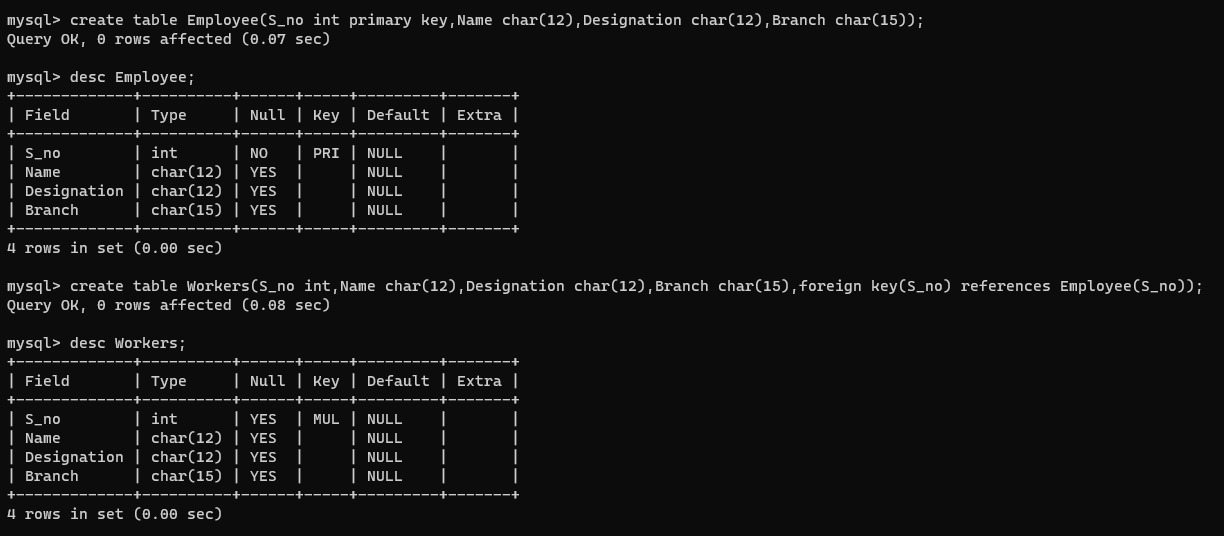 mysql> create table Employee(S_no int primary key,Name char(12),Designation char(12),Branch char(15));
Query OK, 0 rows affected (0.07 sec)

mysql> desc Employee;
+-------------+----------+------+-----+---------+-------+
| Field       | Type     | Null | Key | Default | Extra |
+-------------+----------+------+-----+---------+-------+
| S_no        | int      | NO   | PRI | NULL    |       |
| Name        | char(12) | YES  |     | NULL    |       |
| Designation | char(12) | YES  |     | NULL    |       |
| Branch      | char(15) | YES  |     | NULL    |       |
+-------------+----------+------+-----+---------+-------+
4 rows in set (0.00 sec)

mysql> create table Workers(S_no int,Name char(12),Designation char(12),Branch char(15),foreign key(S_no) references Employee(S_no));
Query OK, 0 rows affected (0.08 sec)

mysql> desc Workers;
+-------------+----------+------+-----+---------+-------+
| Field       | Type     | Null | Key | Default | Extra |
+-------------+----------+------+-----+---------+-------+
| S_no        | int      | YES  | MUL | NULL    |       |
| Name        | char(12) | YES  |     | NULL    |       |
| Designation | char(12) | YES  |     | NULL    |       |
| Branch      | char(15) | YES  |     | NULL    |       |
+-------------+----------+------+-----+---------+-------+
4 rows in set (0.00 sec)